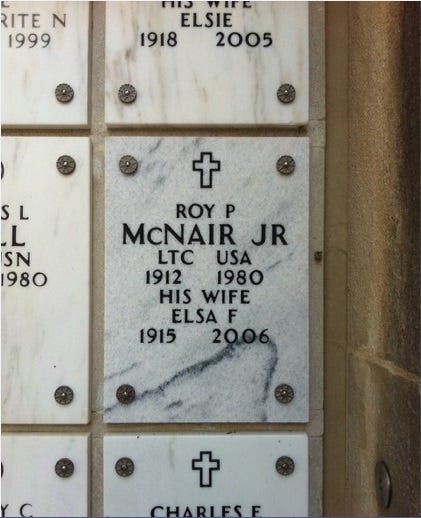 RITE N
1999
HIS WIFE
ELSIE
1918 2005
S L
LL
SN
1980
ROY P
McNAIR JR
LTC USA
1912 1980
HIS WIFE
ELSA F
1915 2006
Y C
CHARLES E